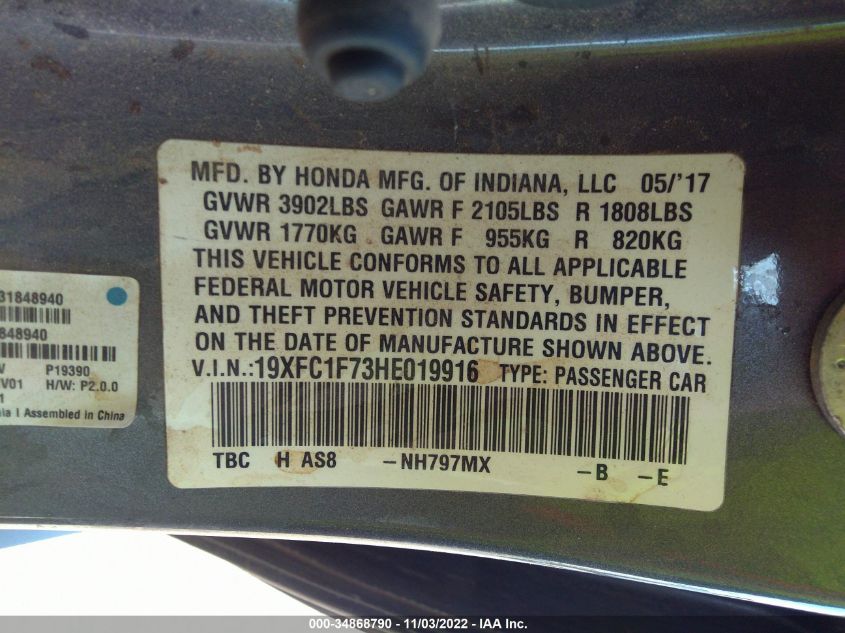 MFD. BY HONDA MFG. OF INDIANA, LLC 05/'17
GVWR 3902LBS GAWR F 2105LBS R 1808LBS
GVWR 1770KG GAWR F 955KG R 820KG
THIS VEHICLE CONFORMS TO ALL APPLICABLE
FEDERAL MOTOR VEHICLE SAFETY, BUMPER,
AND THEFT PREVENTION STANDARDS IN EFFECT
ON THE DATE OF MANUFACTURE SHOWN ABOVE.
V.I.N.:19XFC1F73HE019916 TYPE: PASSENGER CAR
TBC H AS8 -NH797MX -B -E
31848940
848940
P19390
V01 H/W: P2.0.0
Assembled in China
000-34868790 - 11/03/2022 - IAA Inc.